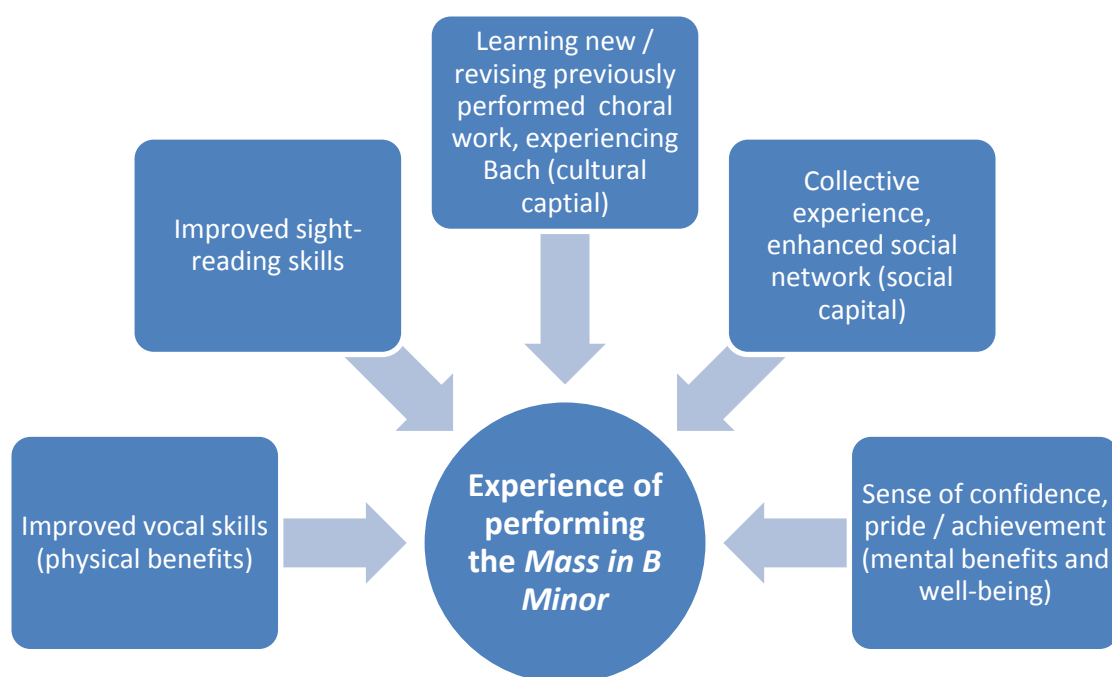 Learning new /
revising previously
performed choral
work, experiencing
Bach (cultural
captial)
Improved sight-
reading skills
Collective
experience,
enhanced social
network (social
capital)
Improved vocal skills
(physical benefits)
Experience of
performing
the Mass in B
Minor
Sense of confidence,
pride / achievement
(mental benefits and
well-being)